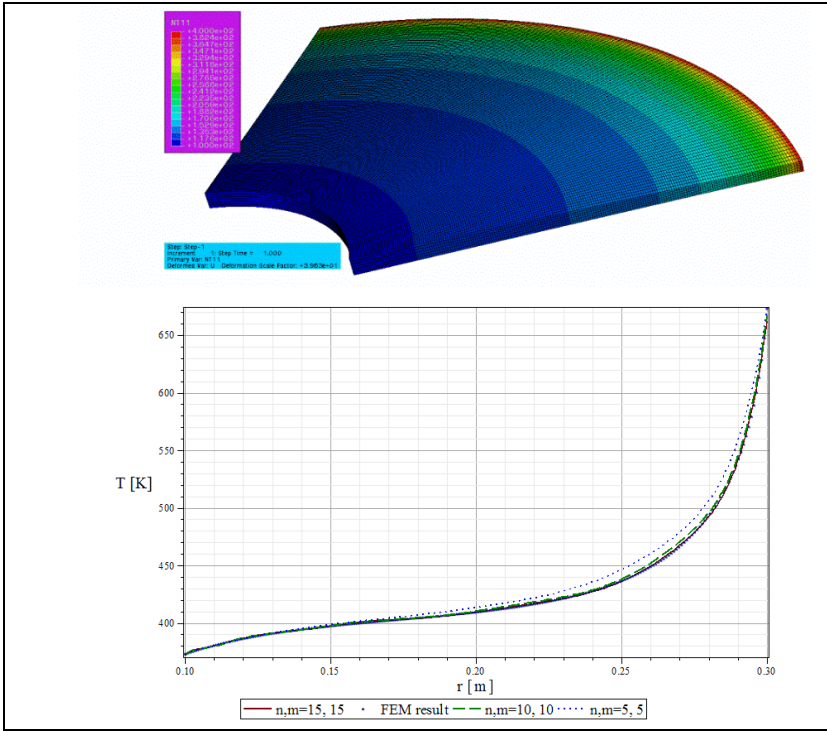 NT11
+4.000e+02
+3.824e+02
+3.647e+02
+3.471e+02
+3.294e+02
+3.118e+02
+2.941e+02
+2.765e+02
+2.588e+02
+2.412e+02
+2.235e+02
+2.059e+02
+1.882e+02
+1.706e+02
+1.529e+02
+1.353e+02
+1.176e+02
+1.000e+02
Step: Step-1
Increment 1: Step Time = 1.000
Primary Var: NT11
Deformed Var: U Deformation Scale Factor: +3.963e+01
650
600
550
T [K]
500
450
400
0.10 0.15 0.20 0.25 0.30
r [ m ]
n,m=15, 15 FEM result n,m=10, 10 n,m=5, 5